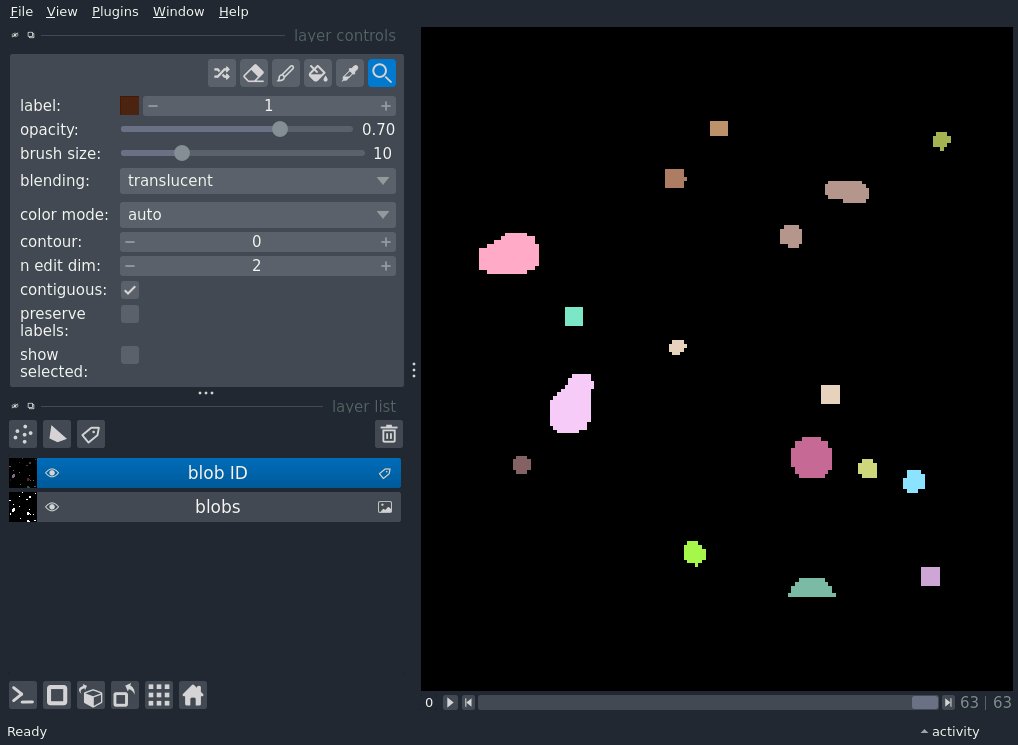 File View Plugins Window Help
layer controls
label: 1
opacity: 0.70
brush size: 10
blending: translucent
color mode: auto
contour: 0
n edit dim: 2
contiguous:
preserve
labels:
show
selected:
layer list
blob ID
blobs
0 63 | 63
Ready activity